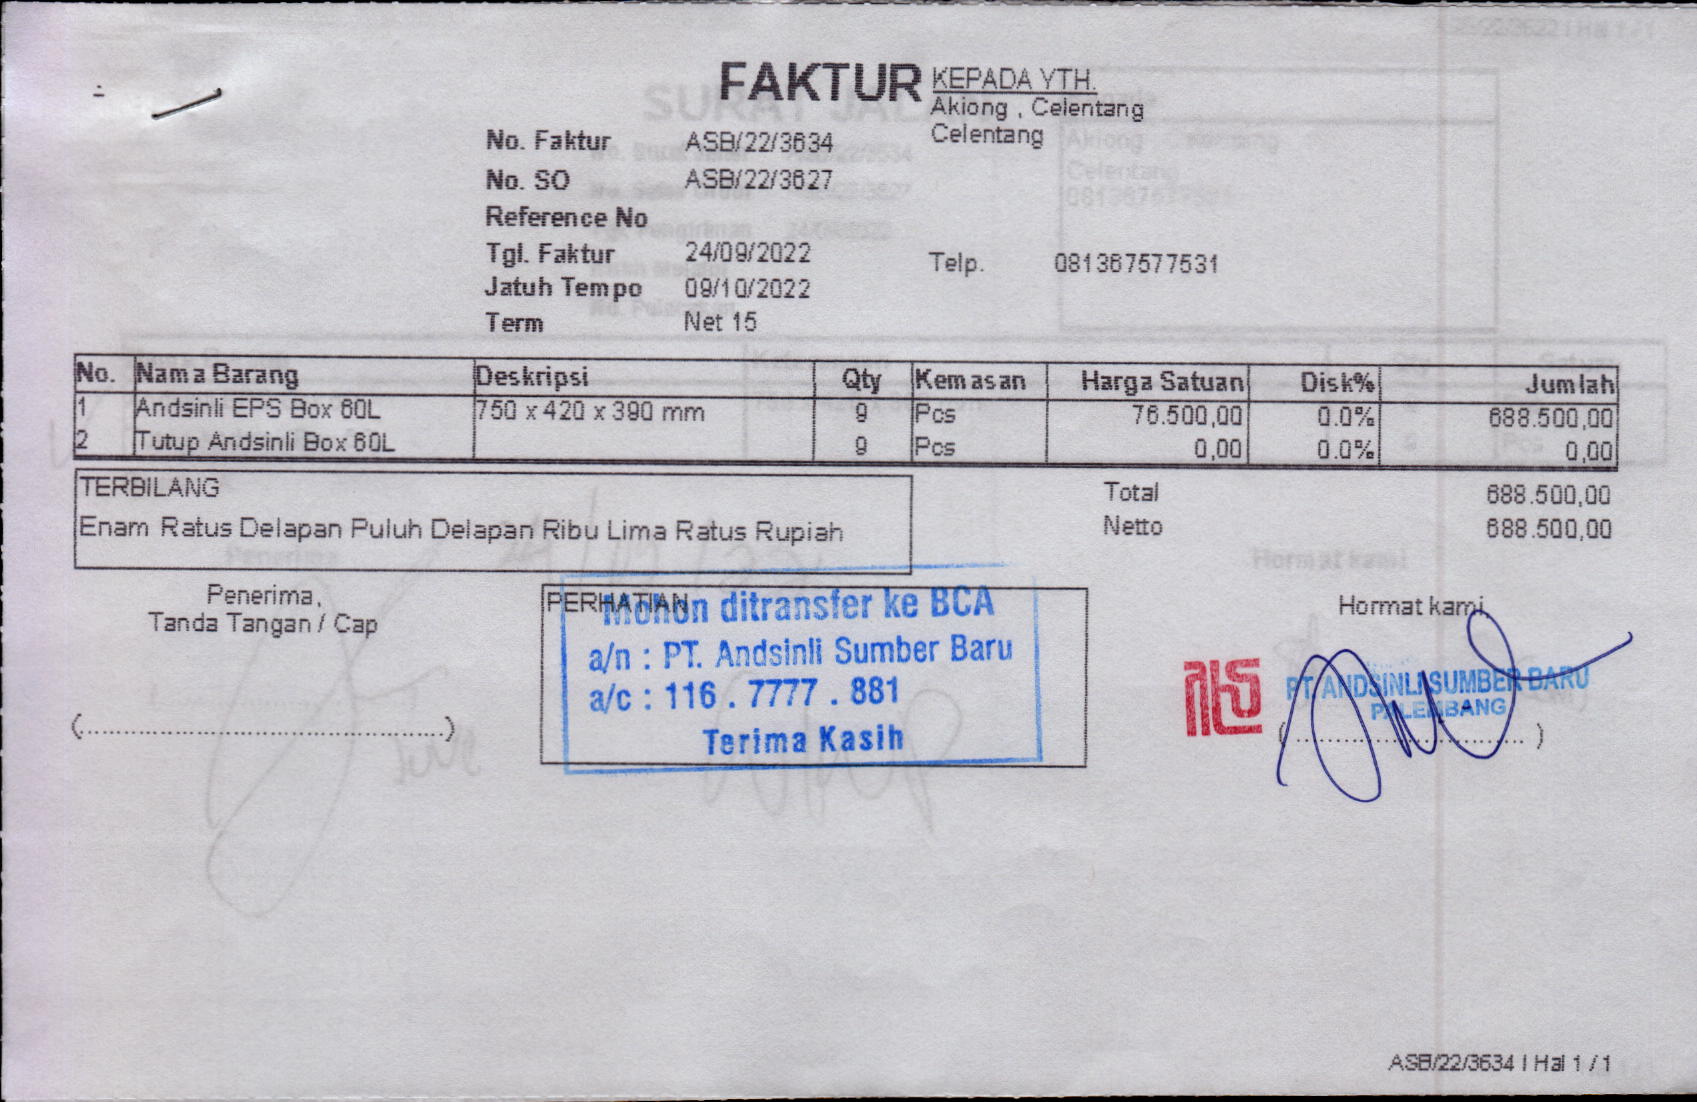 FAKTUR
KEPADA YTH.
Akiong , Celentang
Celentang
No. Faktur ASB/22/3634
No. SO ASB/22/3627
Reference No
Tgl. Faktur 24/09/2022
Telp. 081367577531
Jatuh Tempo 09/10/2022
Term Net 15
No. Nama Barang Deskripsi Qty Kemasan Harga Satuan Disk% Jumlah
1 Andsinli EPS Box 60L 750 x 420 x 390 mm 9 Pcs 76.500,00 0.0% 688.500,00
2 Tutup Andsinli Box 60L 9 Pcs 0,00 0.0% 0,00
TERBILANG
Enam Ratus Delapan Puluh Delapan Ribu Lima Ratus Rupiah
Total 688.500,00
Netto 688.500,00
Penerima,
Tanda Tangan / Cap
(..............................................)
PERHATIAN
Mohon ditransfer ke BCA
a/n : PT. Andsinli Sumber Baru
a/c : 116 . 7777 . 881
Terima Kasih
Hormat kami
PT. ANDSINLI SUMBER BARU
PALEMBANG
( .............................. )
ASB/22/3634 | Hal 1 / 1